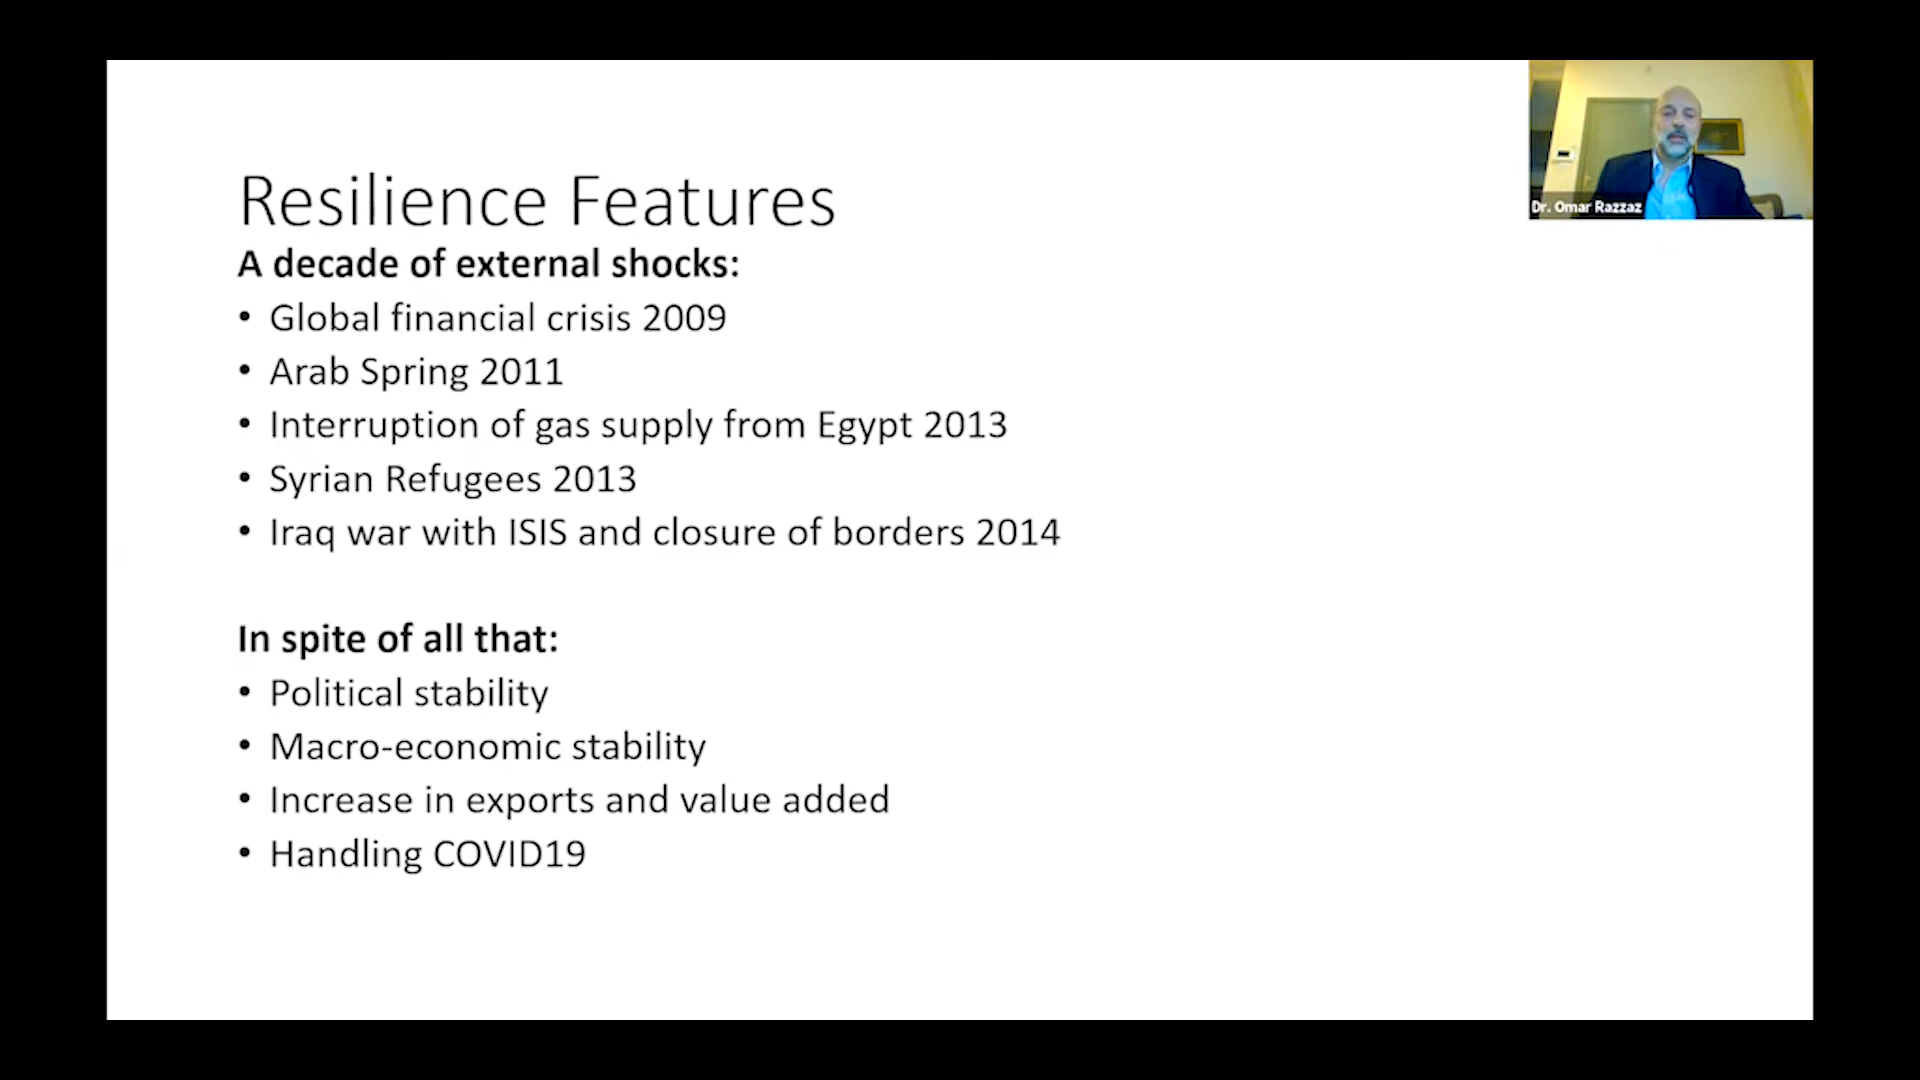 Resilience Features
A decade of external shocks:
• Global financial crisis 2009
• Arab Spring 2011
• Interruption of gas supply from Egypt 2013
• Syrian Refugees 2013
• Iraq war with ISIS and closure of borders 2014
In spite of all that:
• Political stability
• Macro-economic stability
• Increase in exports and value added
• Handling COVID19
Dr. Omar Razzaz